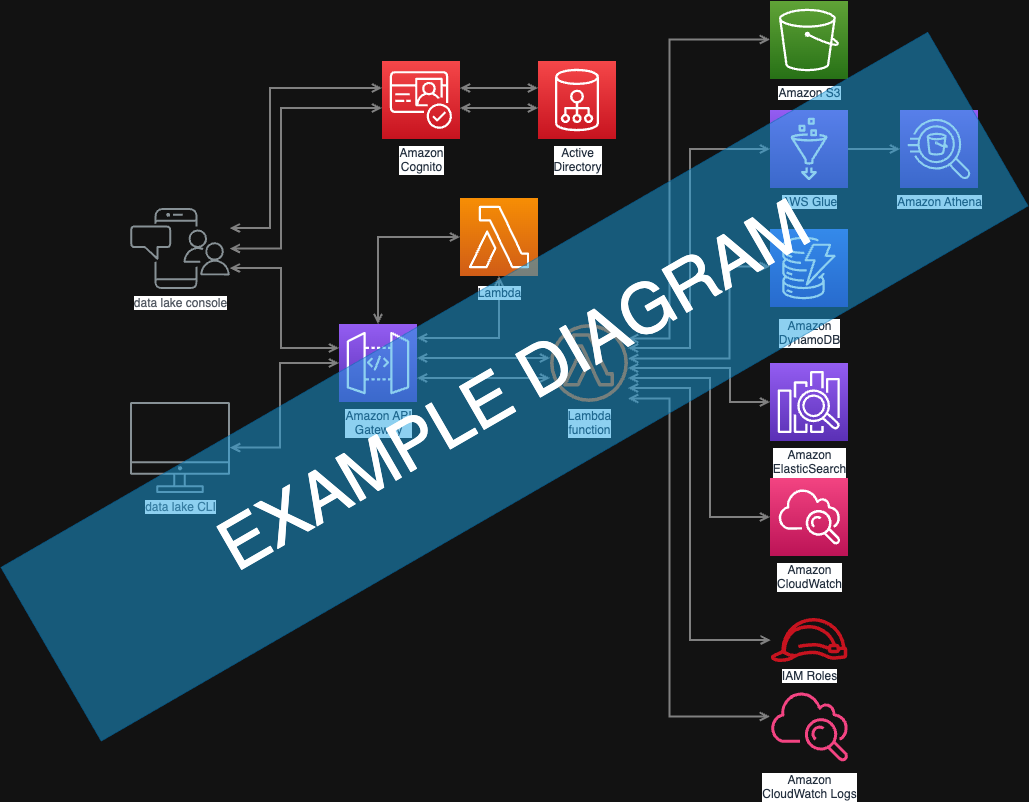 Amazon S3
Amazon
Cognito
Active
Directory
AWS Glue
Amazon Athena
data lake console
Lambda
Amazon
DynamoDB
Amazon API
Gateway
Lambda
function
EXAMPLE DIAGRAM
Amazon
ElasticSearch
data lake CLI
Amazon
CloudWatch
IAM Roles
Amazon
CloudWatch Logs